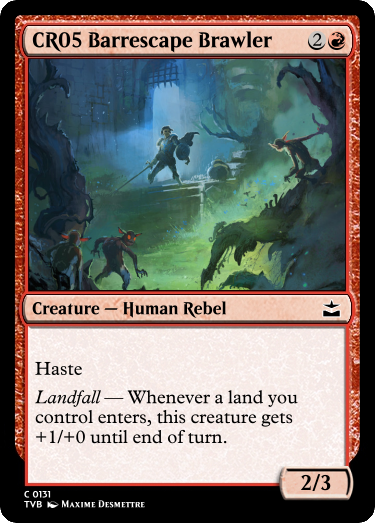 CR05 Barrescape Brawler 2
Creature — Human Rebel
Haste
Landfall — Whenever a land you
control enters, this creature gets
+1/+0 until end of turn.
2/3
C 0131
TVB Maxime Desmettre